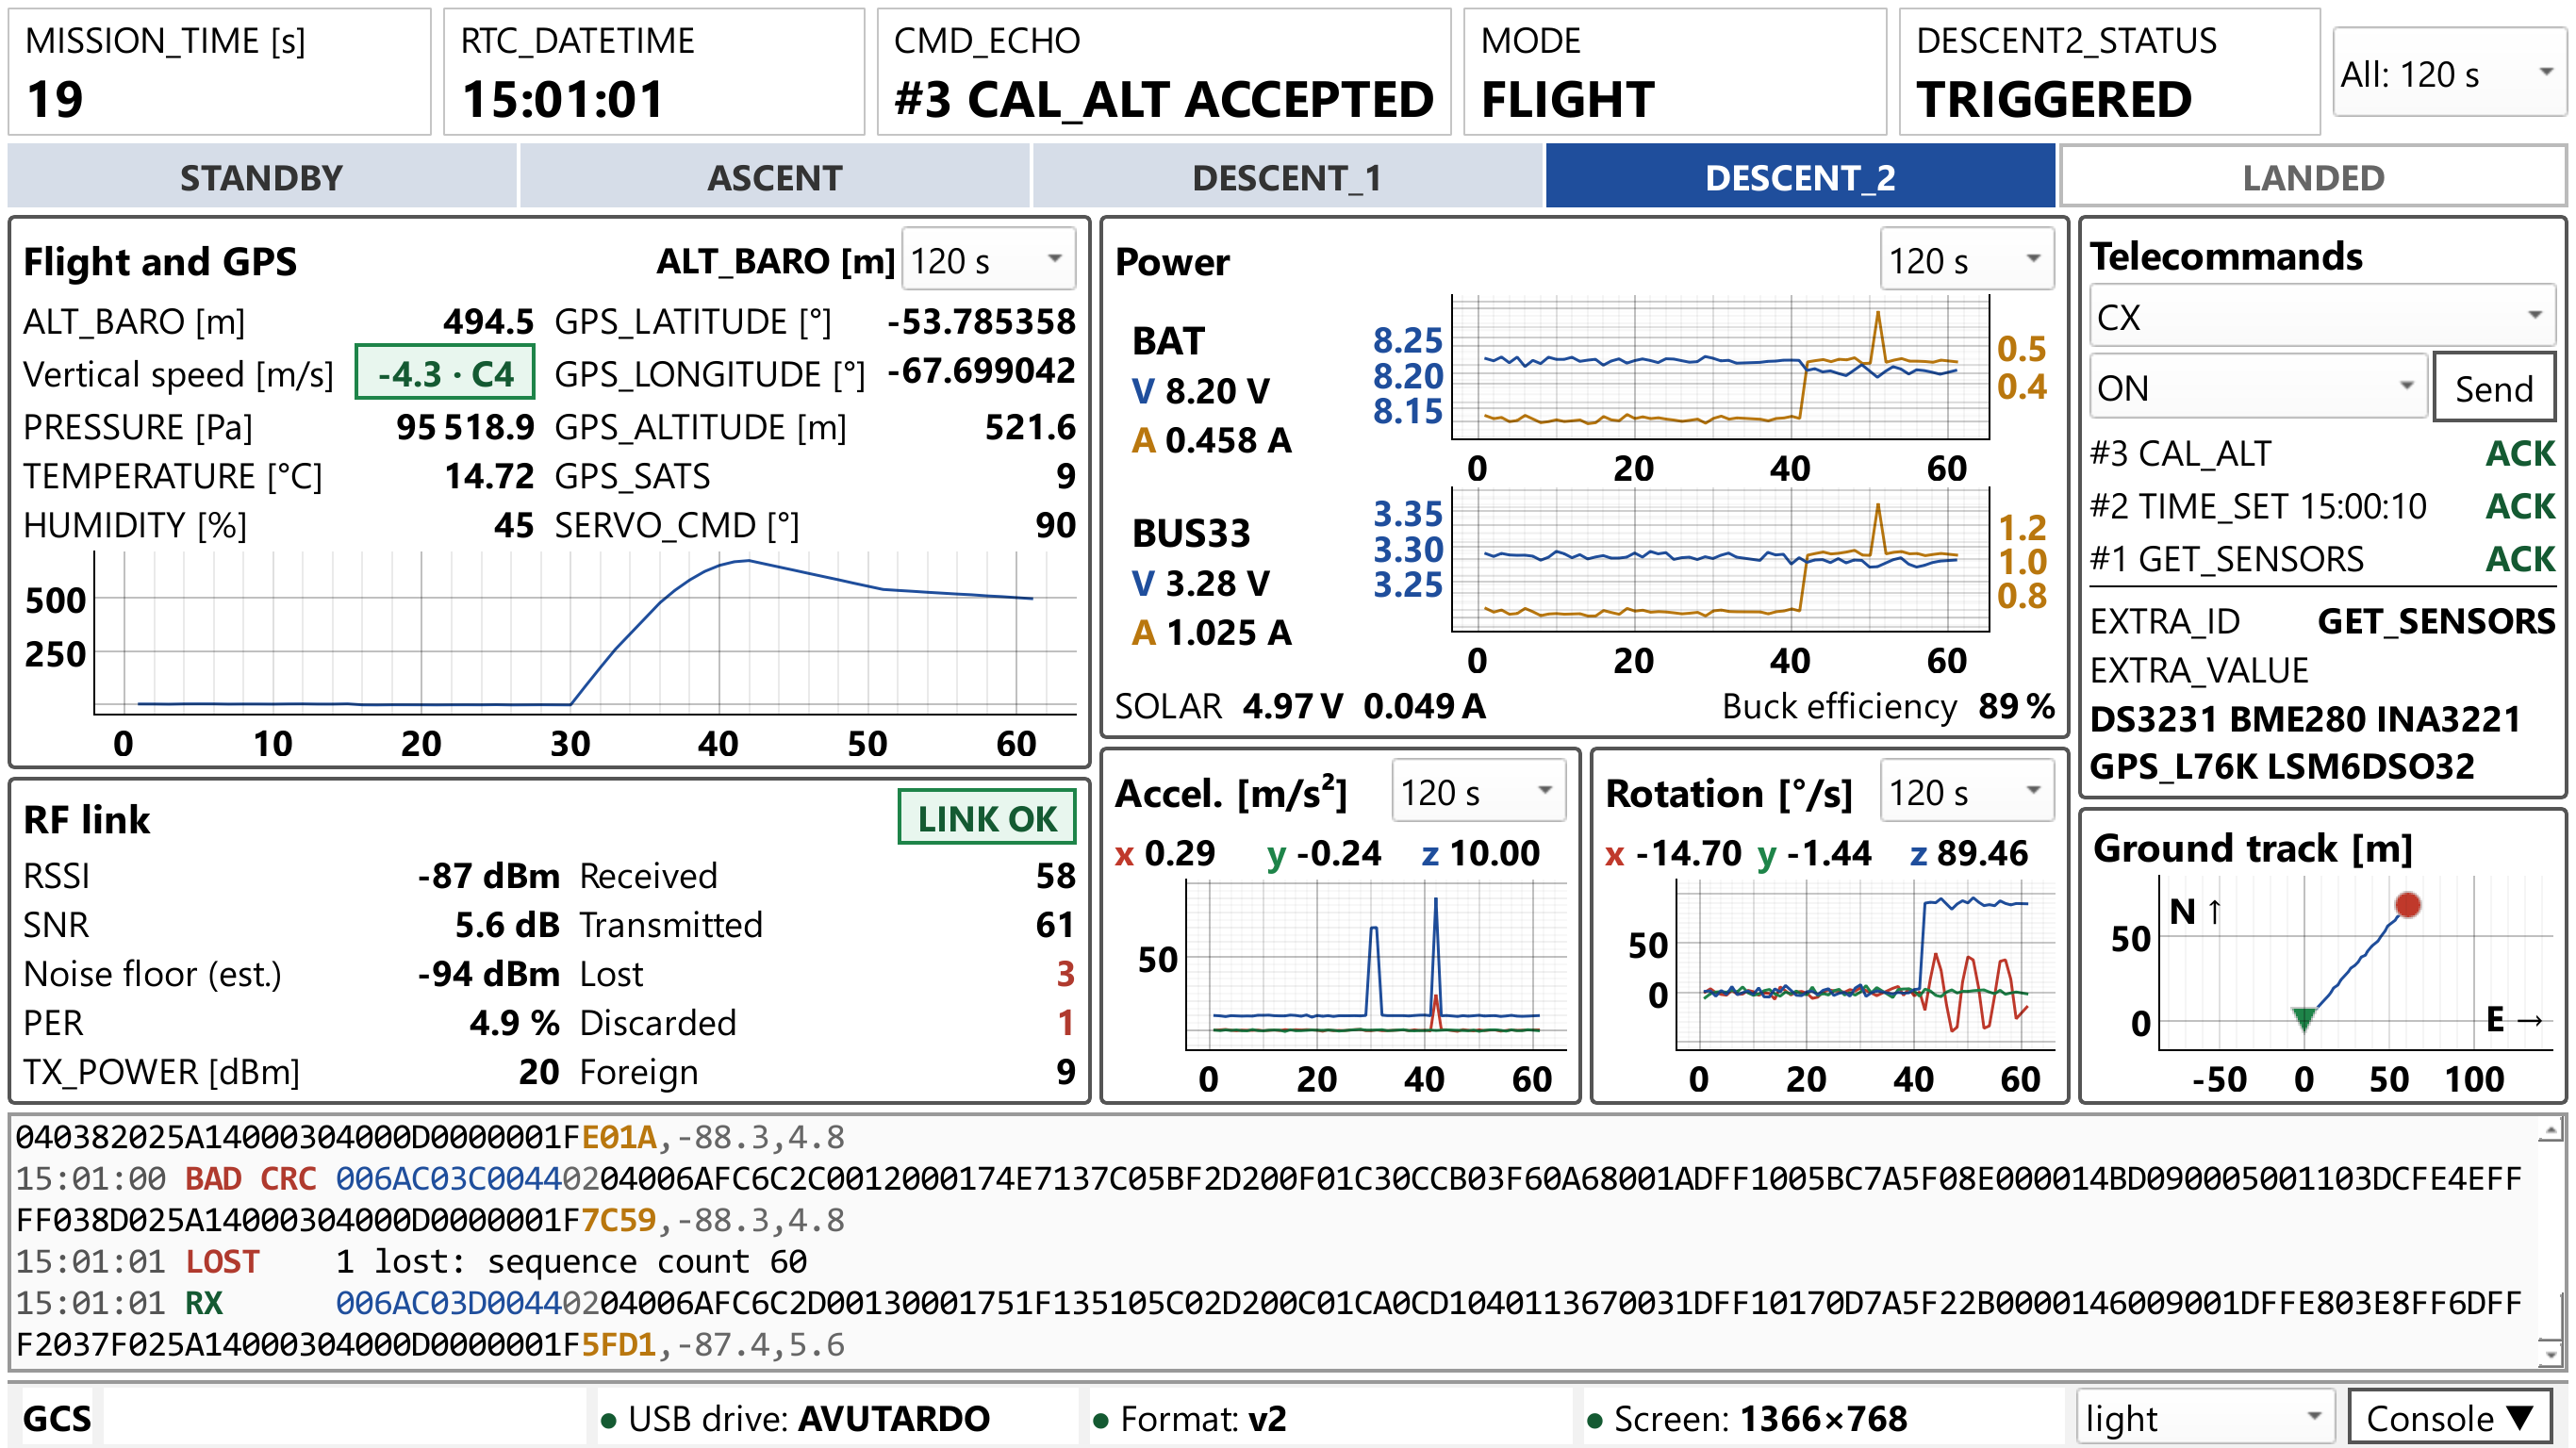 MISSION_TIME [s]
19
RTC_DATETIME
15:01:01
CMD_ECHO
#3 CAL_ALT ACCEPTED
MODE
FLIGHT
DESCENT2_STATUS
TRIGGERED
All: 120 s
STANDBY
ASCENT
DESCENT_1
DESCENT_2
LANDED
Flight and GPS
ALT_BARO [m] 120 s
ALT_BARO [m] 494.5 GPS_LATITUDE [°] -53.785358
Vertical speed [m/s] -4.3 · C4 GPS_LONGITUDE [°] -67.699042
PRESSURE [Pa] 95 518.9 GPS_ALTITUDE [m] 521.6
TEMPERATURE [°C] 14.72 GPS_SATS 9
HUMIDITY [%] 45 SERVO_CMD [°] 90
500
250
0 10 20 30 40 50 60
RF link
LINK OK
RSSI -87 dBm Received 58
SNR 5.6 dB Transmitted 61
Noise floor (est.) -94 dBm Lost 3
PER 4.9 % Discarded 1
TX_POWER [dBm] 20 Foreign 9
Power
120 s
BAT
V 8.20 V
A 0.458 A
8.25
8.20
8.15
0.5
0.4
0 20 40 60
BUS33
V 3.28 V
A 1.025 A
3.35
3.30
3.25
1.2
1.0
0.8
0 20 40 60
SOLAR 4.97 V 0.049 A
Buck efficiency 89 %
Accel. [m/s²] 120 s
x 0.29 y -0.24 z 10.00
50
0 20 40 60
Rotation [°/s] 120 s
x -14.70 y -1.44 z 89.46
50
0
0 20 40 60
Telecommands
CX
ON
Send
#3 CAL_ALT ACK
#2 TIME_SET 15:00:10 ACK
#1 GET_SENSORS ACK
EXTRA_ID GET_SENSORS
EXTRA_VALUE
DS3231 BME280 INA3221
GPS_L76K LSM6DSO32
Ground track [m]
N ↑
50
0
E →
-50 0 50 100
040382025A14000304000D0000001FE01A,-88.3,4.8
15:01:00 BAD CRC 006AC03C00440204006AFC6C2C0012000174E7137C05BF2D200F01C30CCB03F60A68001ADFF1005BC7A5F08E000014BD090005001103DCFE4EFF
FF038D025A14000304000D0000001F7C59,-88.3,4.8
15:01:01 LOST 1 lost: sequence count 60
15:01:01 RX 006AC03D00440204006AFC6C2D00130001751F135105C02D200C01CA0CD1040113670031DFF10170D7A5F22B0000146009001DFFE803E8FF6DFF
F2037F025A14000304000D0000001F5FD1,-87.4,5.6
GCS
● USB drive: AVUTARDO
● Format: v2
● Screen: 1366×768
light
Console ▼